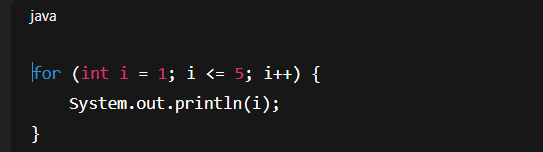 java
for (int i = 1; i <= 5; i++) {
    System.out.println(i);
}